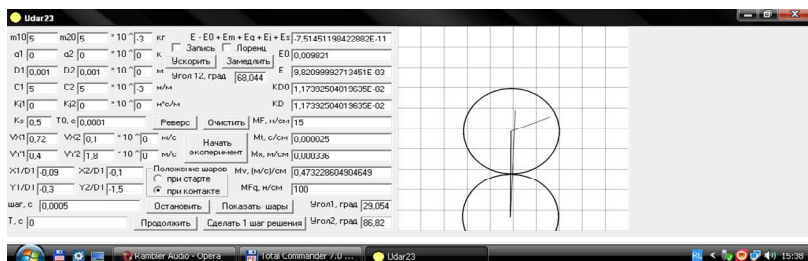 Udar23
m10 5 m20 5 * 10 ^ -3 кг E - E0 + Em + Eq + Ei + Es -7,51451198422882E-11
q1 0 q2 0 * 10 ^ 0 К Запись Лоренц E0 0,009821
Ускорить Замедлить
D1 0,001 D2 0,001 * 10 ^ 0 м Угол 12, град 68,044 E 9,82099992713451E-03
C1 5 C2 5 * 10 ^ -3 н/м KD0 1,17392504019635E-02
Kj1 0 Kj2 0 * 10 ^ 0 н*с/м KD 1,17392504019635E-02
Ks 0,5 T0, с 0,0001 Реверс Очистить MF, н/см 15
VX1 0,72 VX2 0,1 * 10 ^ 0 м/с Начать эксперимент Mt, с/см 0,000025
VY1 0,4 VY2 1,8 * 10 ^ 0 м/с Mx, м/см 0,000336
X1/D1 -0,09 X2/D1 -0,1 Положение шаров Mv, (м/с)/см 0,473228604904649
при старте
Y1/D1 -0,3 Y2/D1 -1,5 при контакте MFq, н/см 100
шаг, с 0,0005 Остановить Показать шары Угол1, град 29,054
T, с 0 Продолжить Сделать 1 шаг решения Угол2, град 86,82
Rambler Audio - Opera Total Commander 7.0 ... Udar23 RL 15:38